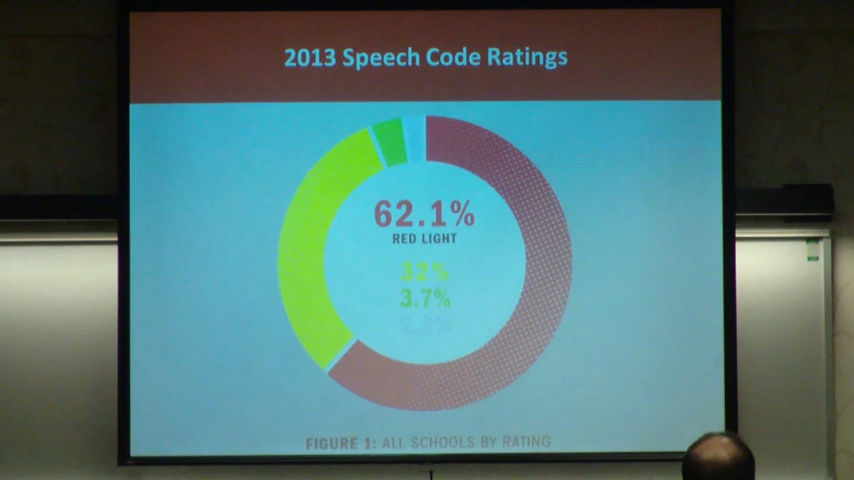 2013 Speech Code Ratings
62.1%
RED LIGHT
32%
3.7%
FIGURE 1: ALL SCHOOLS BY RATING